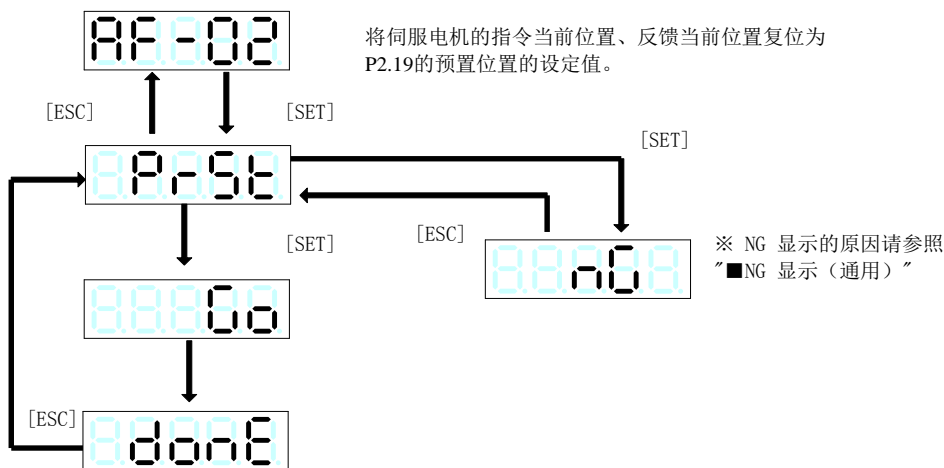 AF-02
将伺服电机的指令当前位置、反馈当前位置复位为
P2.19的预置位置的设定值。
[ESC]
[SET]
[SET]
PrSt
[SET]
[ESC]
nG
※ NG 显示的原因请参照
"■NG 显示（通用）"
Go
[ESC]
donE